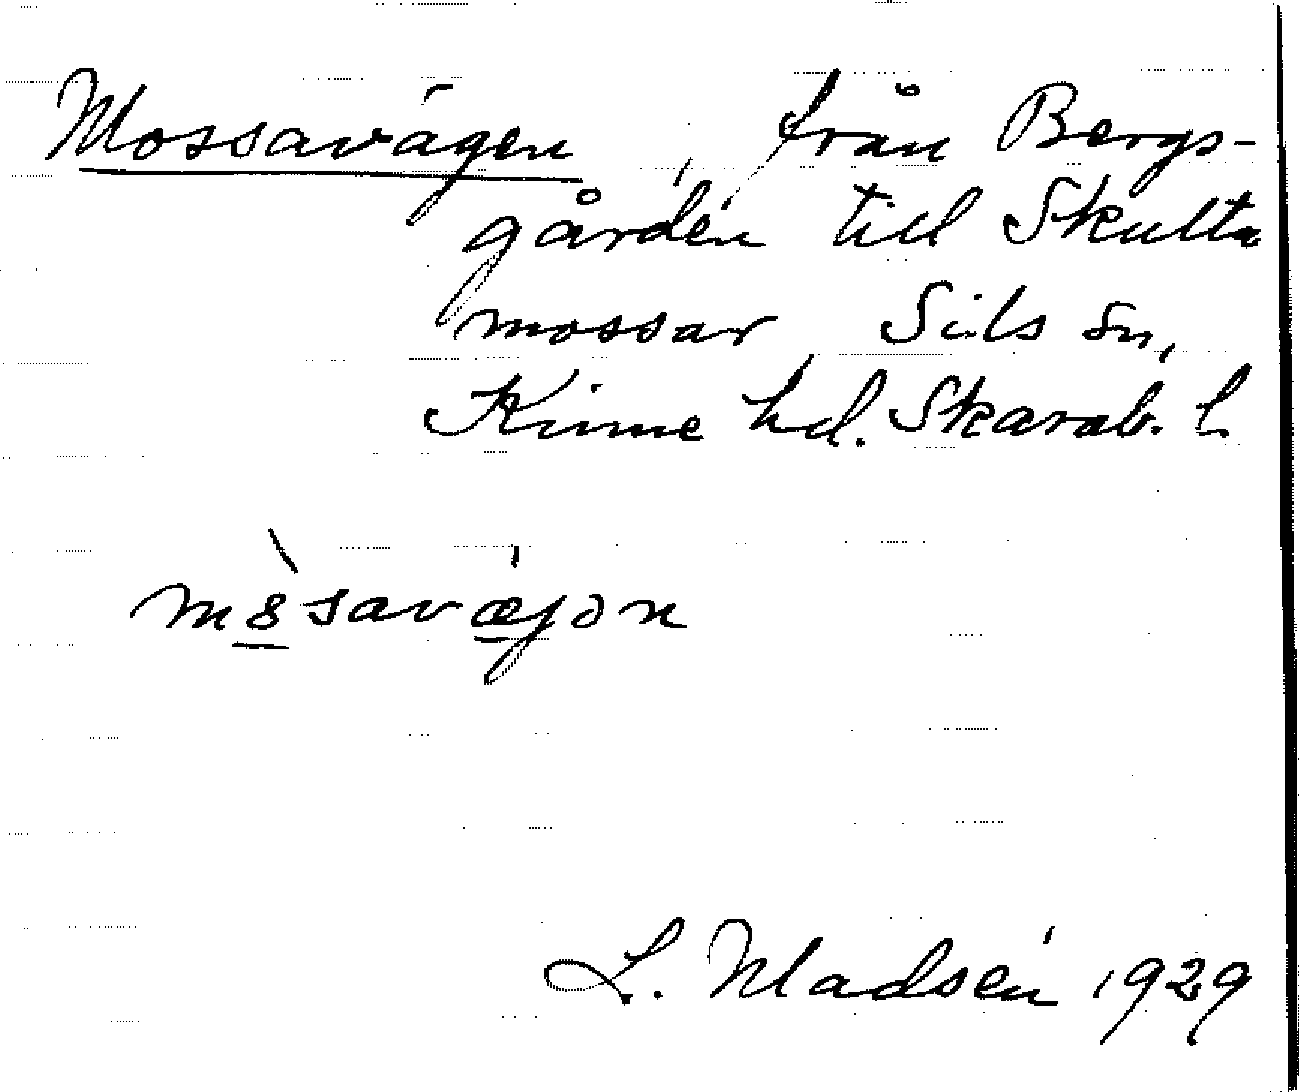 Mossavägen, från Bergs-
gården till Skulta
mossar Sils sn,
Kinne hd. Skarab. l
mòsavæjən
L. Madsén 1929